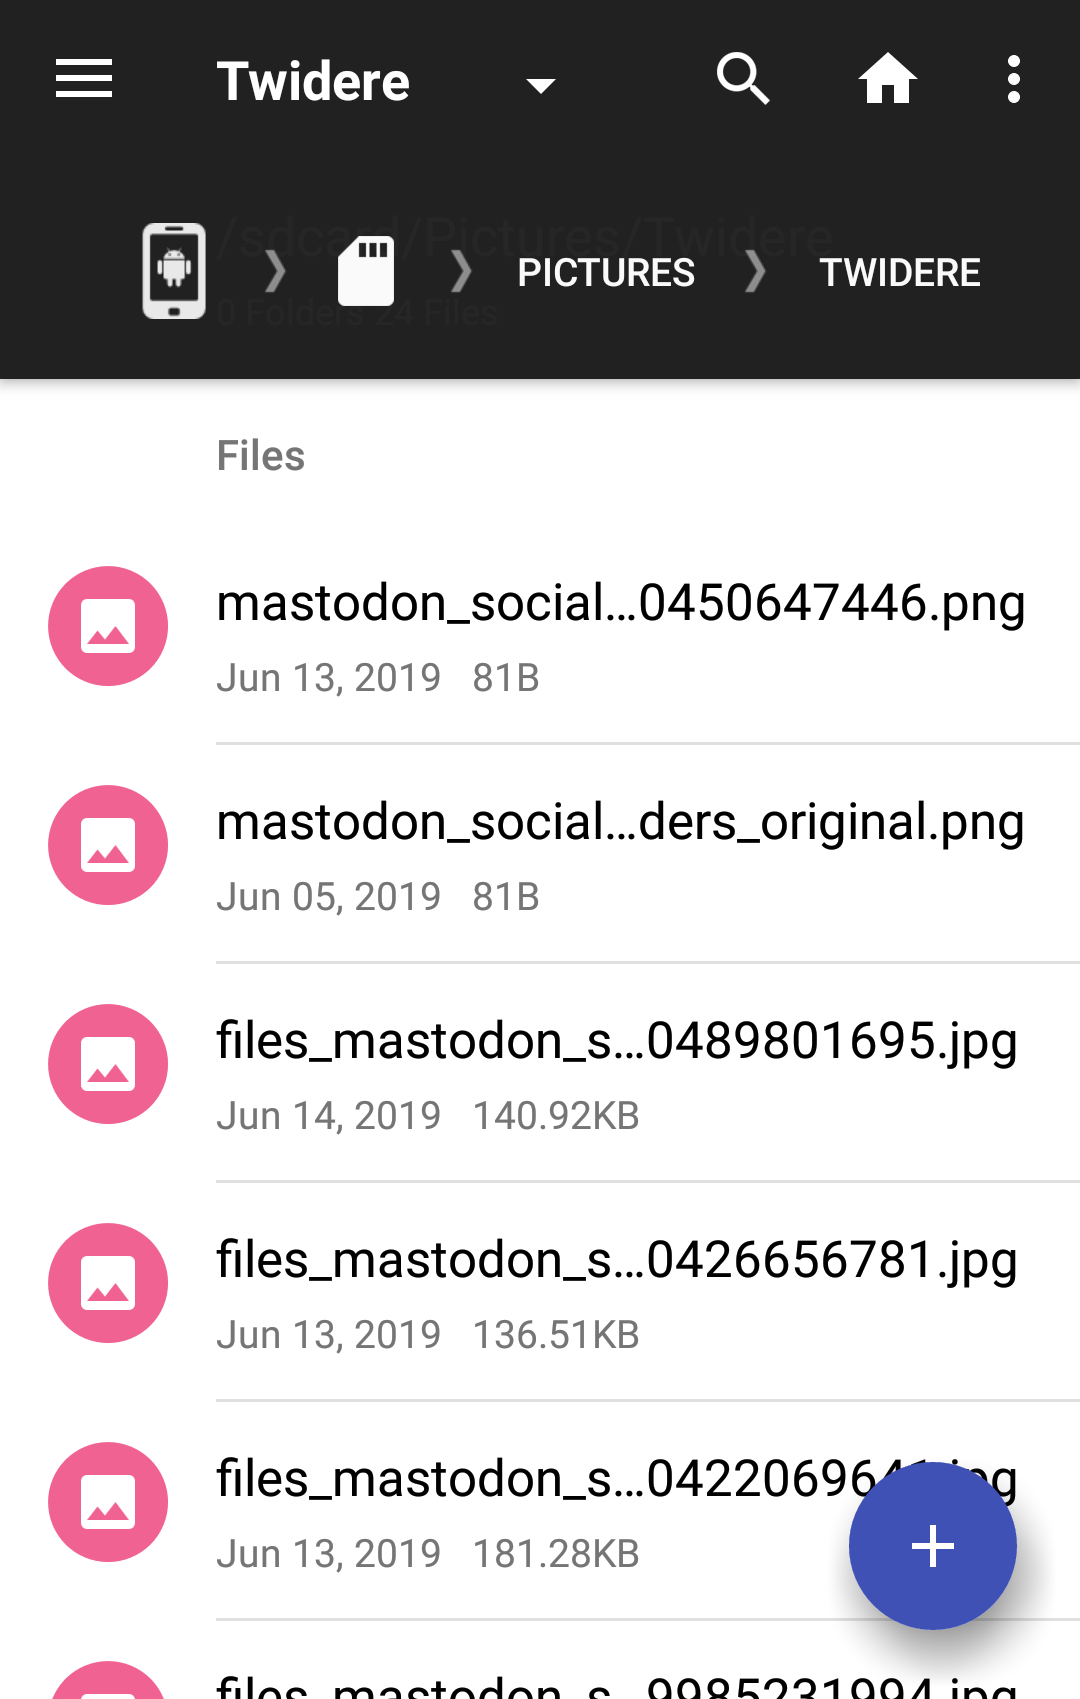 Twidere
/sdcard/Pictures/Twidere
PICTURES
TWIDERE
0 Folders 24 Files
Files
mastodon_social...0450647446.png
Jun 13, 2019 81B
mastodon_social...ders_original.png
Jun 05, 2019 81B
files_mastodon_s...0489801695.jpg
Jun 14, 2019 140.92KB
files_mastodon_s...0426656781.jpg
Jun 13, 2019 136.51KB
files_mastodon_s...0422069641.jpg
Jun 13, 2019 181.28KB
files_mastodon_s...9985231994.jpg